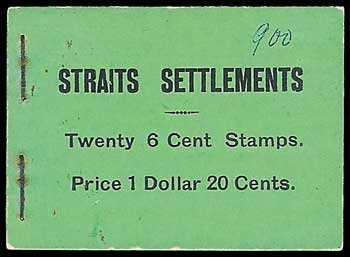 900
STRAITS SETTLEMENTS
Twenty 6 Cent Stamps.
Price 1 Dollar 20 Cents.